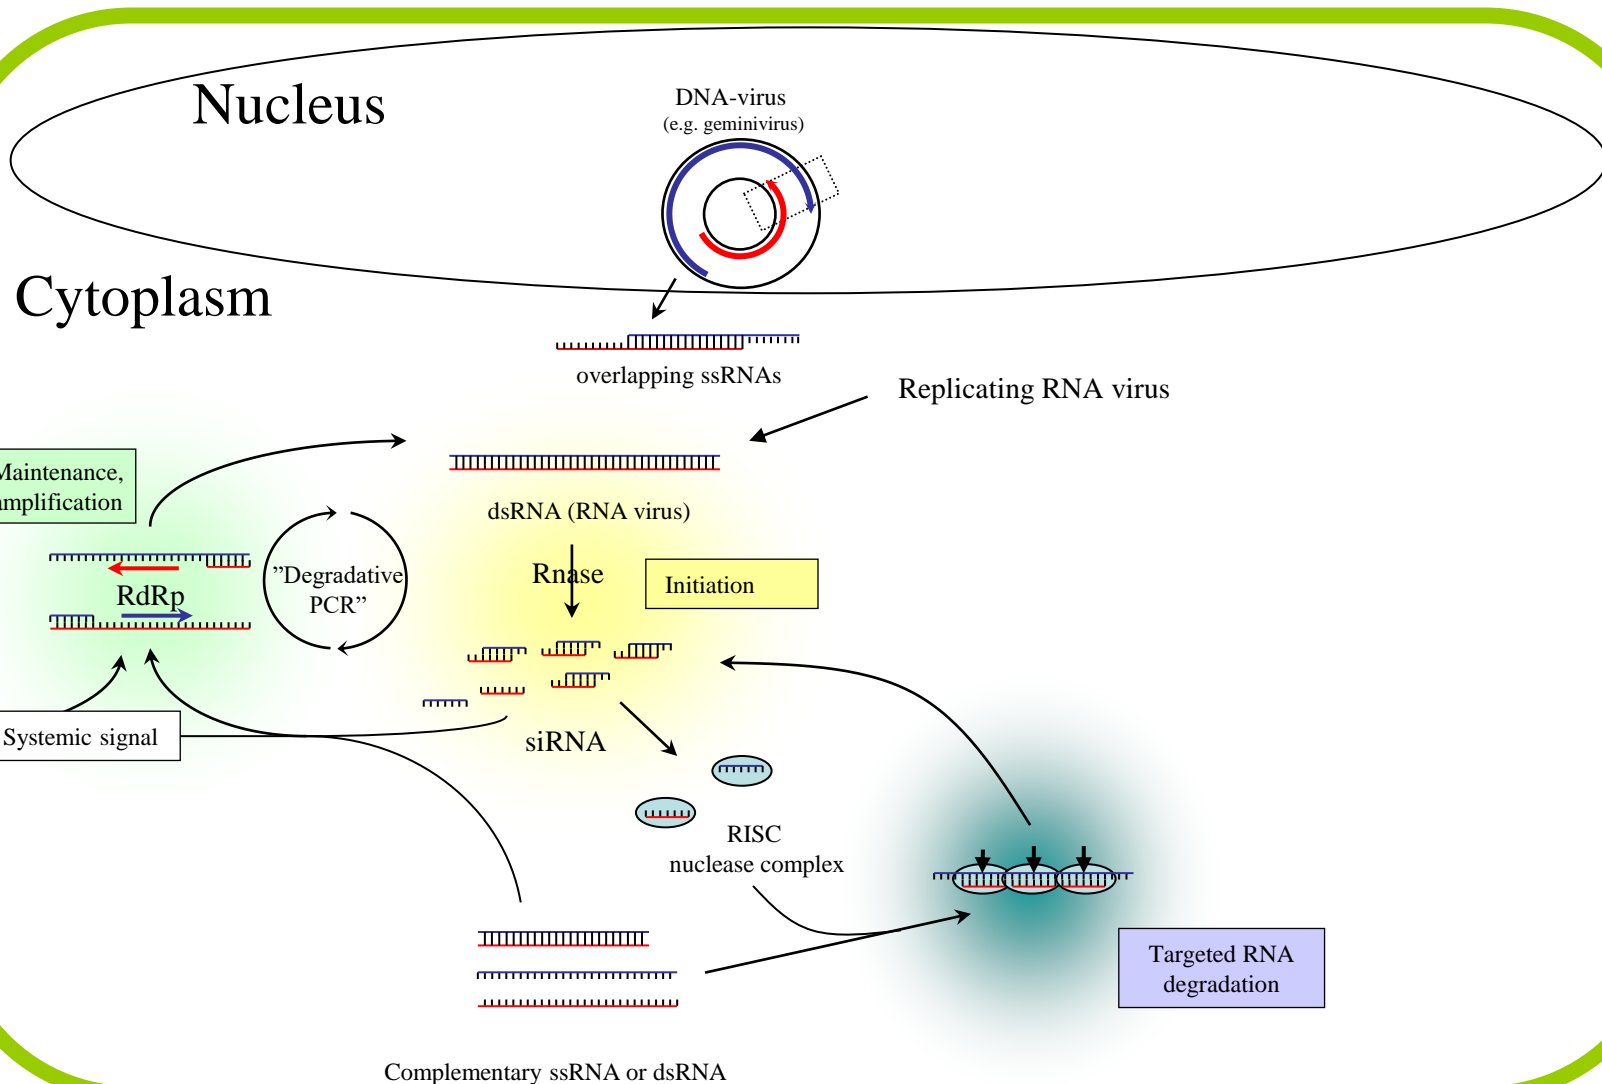 Nucleus
DNA-virus
(e.g. geminivirus)
Cytoplasm
overlapping ssRNAs
Replicating RNA virus
Maintenance,
amplification
dsRNA (RNA virus)
Rnase
Initiation
”Degradative
PCR”
RdRp
Systemic signal
siRNA
RISC
nuclease complex
Targeted RNA
degradation
Complementary ssRNA or dsRNA